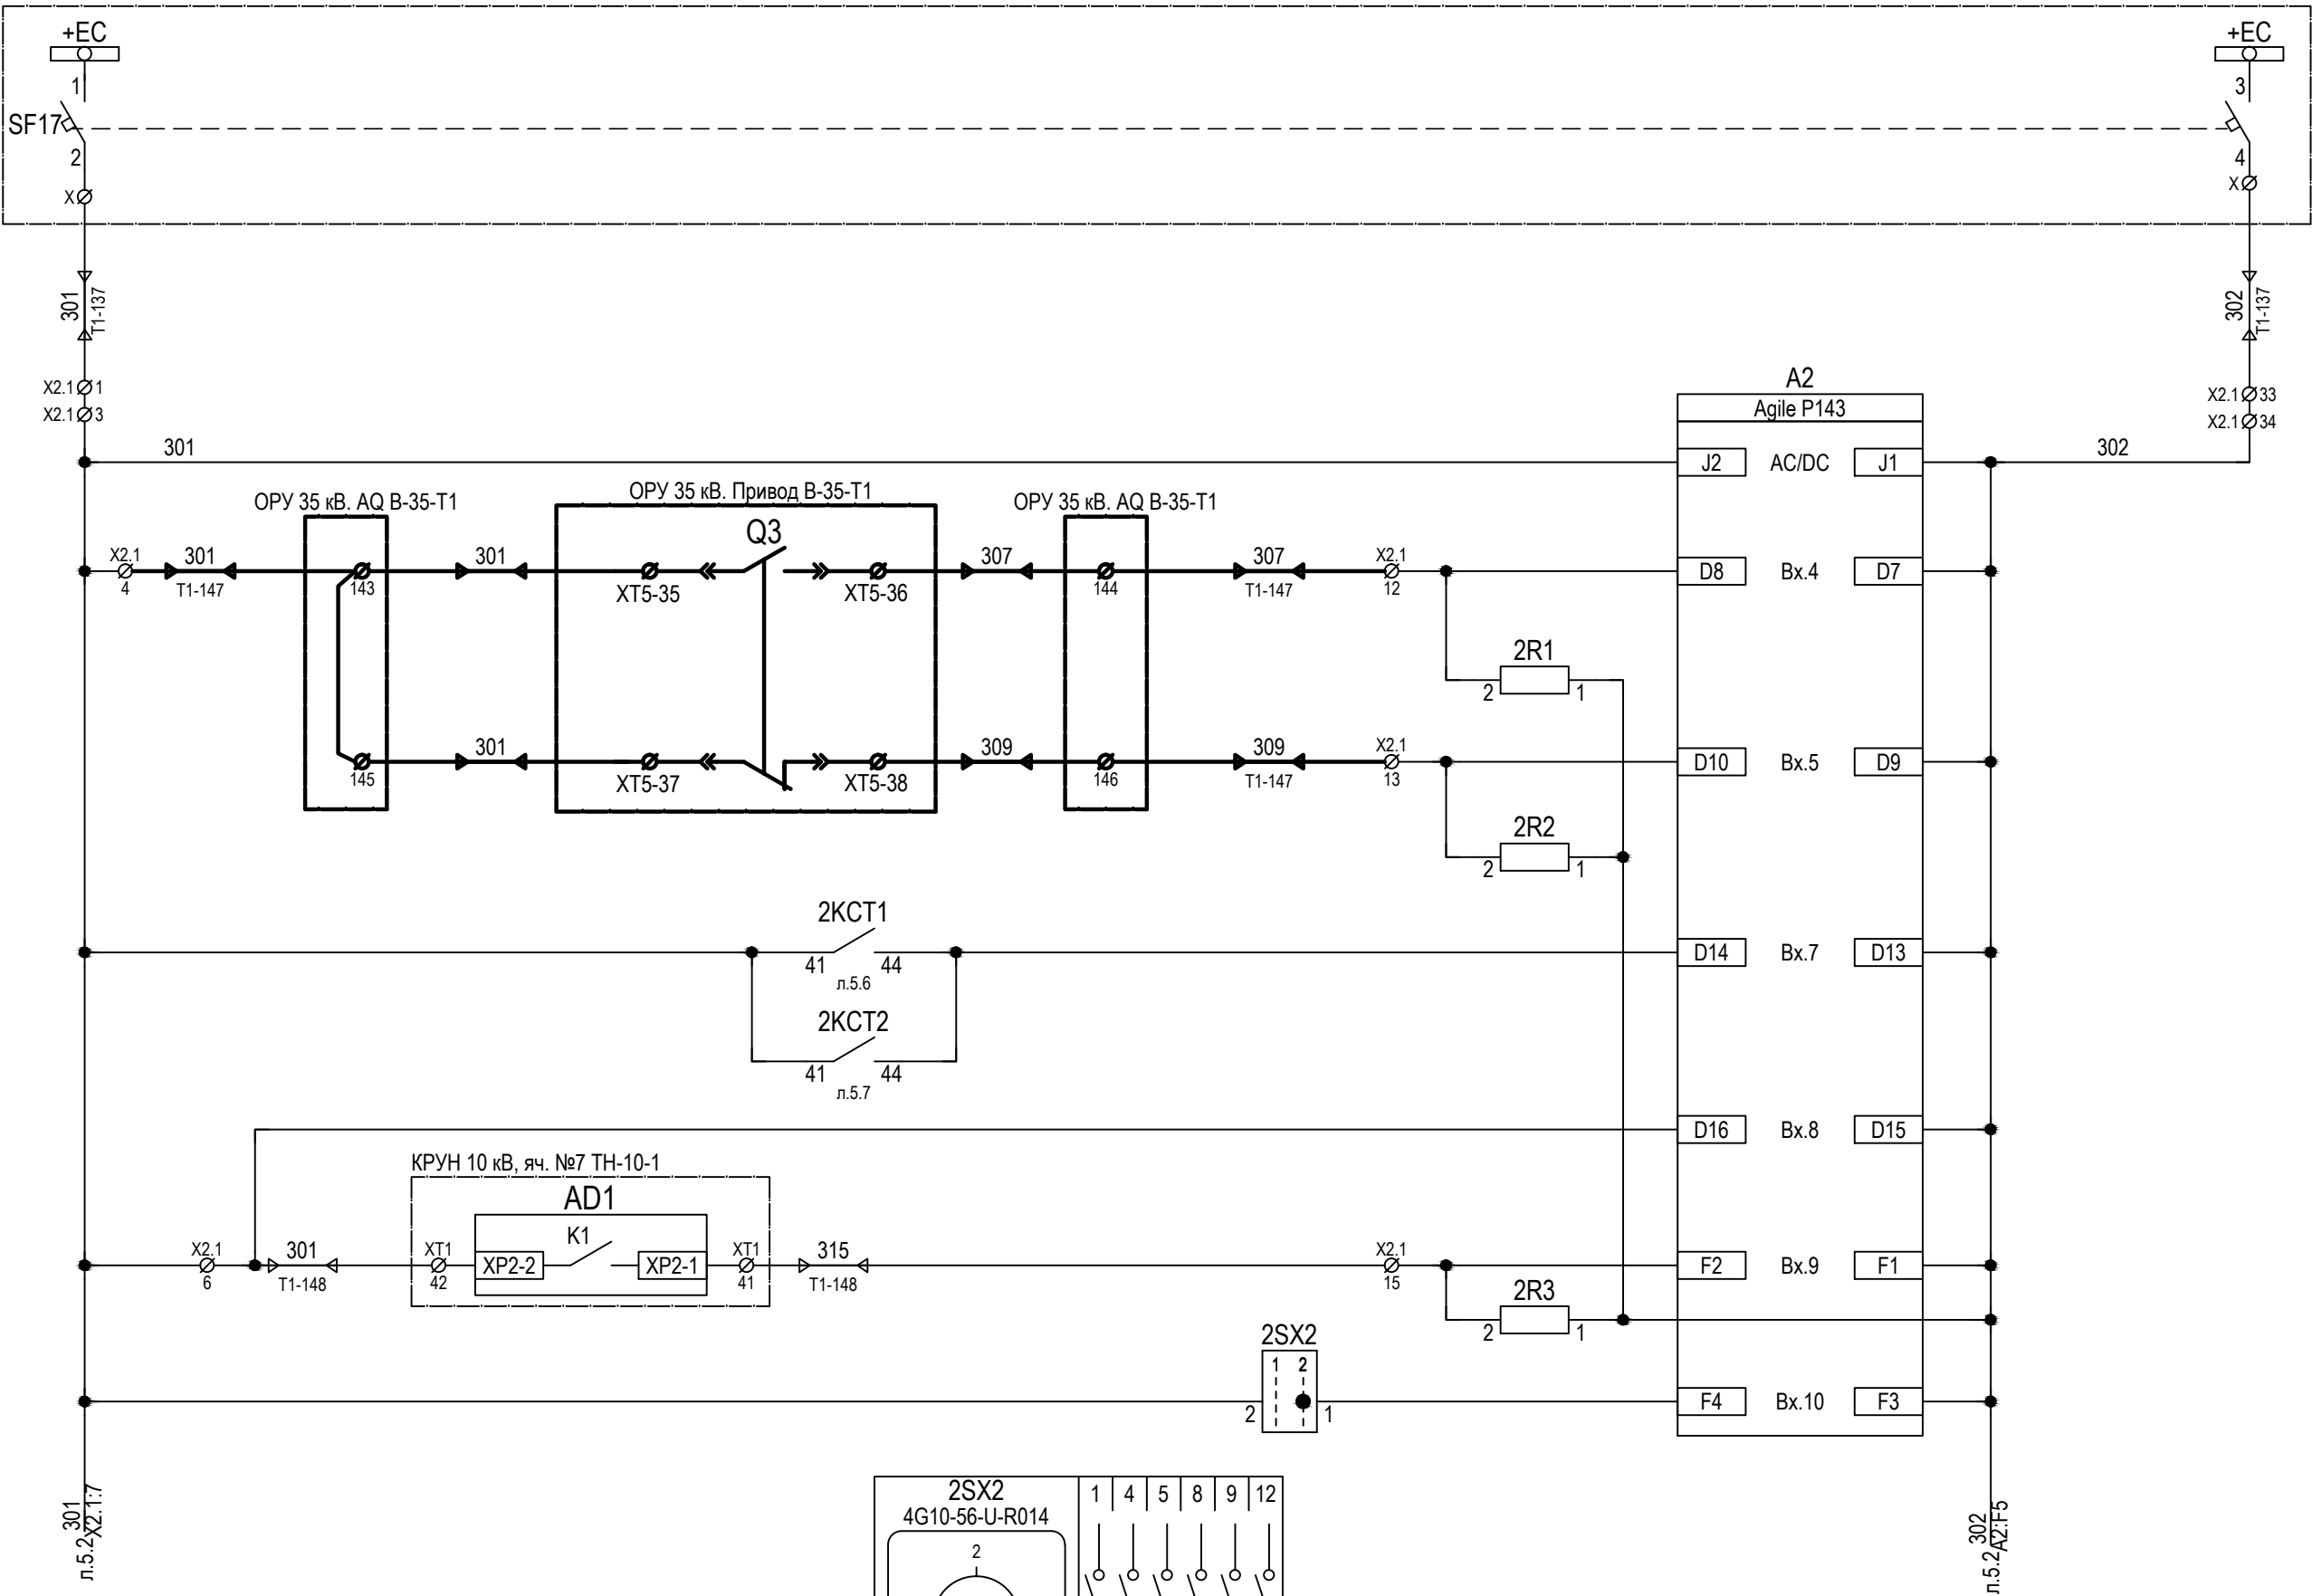 +EC
+EC
1
3
SF17
2
4
X
X
301
T1-137
302
T1-137
X2.1 1
X2.1 3
X2.1 33
X2.1 34
A2
Agile P143
301
J2 AC/DC J1
302
ОРУ 35 кВ. AQ В-35-Т1
ОРУ 35 кВ. Привод В-35-Т1
ОРУ 35 кВ. AQ В-35-Т1
Q3
X2.1
4
301
T1-147
143
301
XT5-35
XT5-36
307
144
307
T1-147
X2.1
12
D8 Вх.4 D7
2R1
2 1
145
301
XT5-37
XT5-38
309
146
309
T1-147
X2.1
13
D10 Вх.5 D9
2R2
2 1
2KCT1
41 44
л.5.6
D14 Вх.7 D13
2KCT2
41 44
л.5.7
D16 Вх.8 D15
КРУН 10 кВ, яч. №7 ТН-10-1
AD1
X2.1
6
301
T1-148
XT1
42
XP2-2
K1
XP2-1
XT1
41
315
T1-148
X2.1
15
F2 Вх.9 F1
2R3
2 1
2SX2
1 2
2 1
F4 Вх.10 F3
301
л.5.2
X2.1:7
302
л.5.2
A2:F5
2SX2
4G10-56-U-R014
2
1 4 5 8 9 12